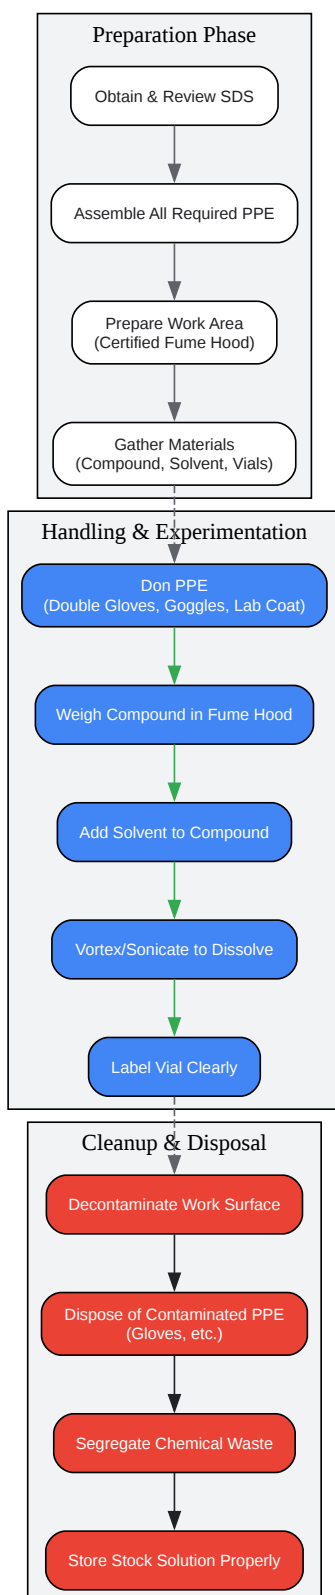 Preparation Phase
Obtain & Review SDS
Assemble All Required PPE
Prepare Work Area
(Certified Fume Hood)
Gather Materials
(Compound, Solvent, Vials)
Handling & Experimentation
Don PPE
(Double Gloves, Goggles, Lab Coat)
Weigh Compound in Fume Hood
Add Solvent to Compound
Vortex/Sonicate to Dissolve
Label Vial Clearly
Cleanup & Disposal
Decontaminate Work Surface
Dispose of Contaminated PPE
(Gloves, etc.)
Segregate Chemical Waste
Store Stock Solution Properly